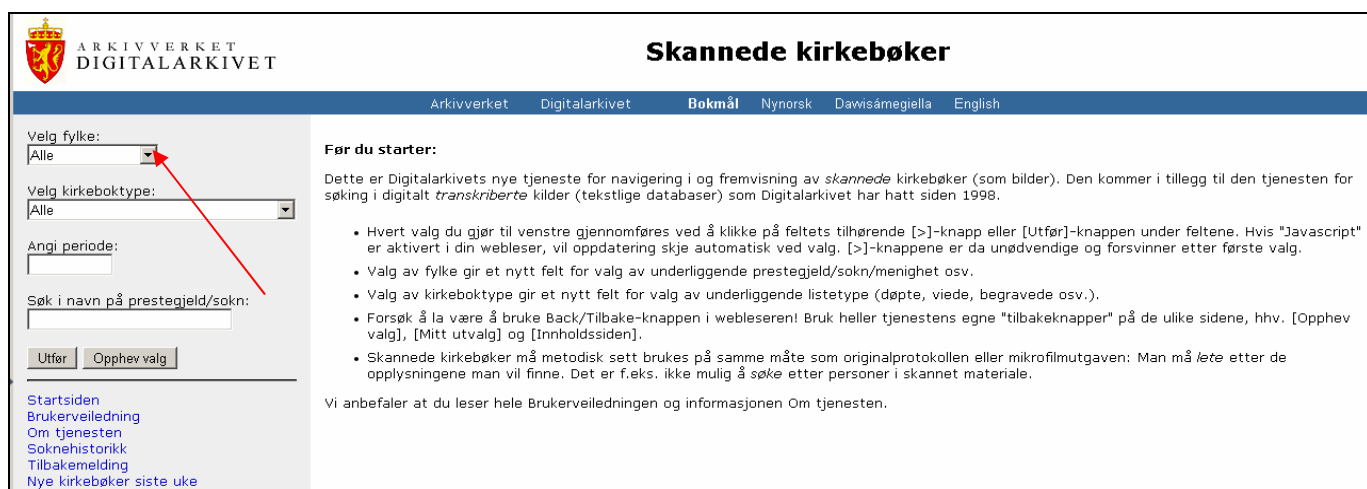 ARKIVVERKET
DIGITALARKIVET
Skannede kirkebøker
Arkivverket Digitalarkivet Bokmål Nynorsk Dawisámegiella English
Velg fylke:
Alle
Velg kirkeboktype:
Alle
Angi periode:
Søk i navn på prestegjeld/sokn:
Utfør Opphev valg
Startsiden
Brukerveiledning
Om tjenesten
Soknehistorikk
Tilbakemelding
Nye kirkebøker siste uke
Før du starter:
Dette er Digitalarkivets nye tjeneste for navigering i og fremvisning av skannede kirkebøker (som bilder). Den kommer i tillegg til den tjenesten for
søking i digitalt transkriberte kilder (tekstlige databaser) som Digitalarkivet har hatt siden 1998.
• Hvert valg du gjør til venstre gjennomføres ved å klikke på feltets tilhørende [>]-knapp eller [Utfør]-knappen under feltene. Hvis "Javascript"
er aktivert i din webleser, vil oppdatering skje automatisk ved valg. [>]-knappene er da unødvendige og forsvinner etter første valg.
• Valg av fylke gir et nytt felt for valg av underliggende prestegjeld/sokn/menighet osv.
• Valg av kirkeboktype gir et nytt felt for valg av underliggende listetype (døpte, viede, begravede osv.).
• Forsøk å la være å bruke Back/Tilbake-knappen i webleseren! Bruk heller tjenestens egne "tilbakeknapper" på de ulike sidene, hhv. [Opphev
valg], [Mitt utvalg] og [Innholdssiden].
• Skannede kirkebøker må metodisk sett brukes på samme måte som originalprotokollen eller mikrofilmutgaven: Man må lete etter de
opplysningene man vil finne. Det er f.eks. ikke mulig å søke etter personer i skannet materiale.
Vi anbefaler at du leser hele Brukerveiledningen og informasjonen Om tjenesten.